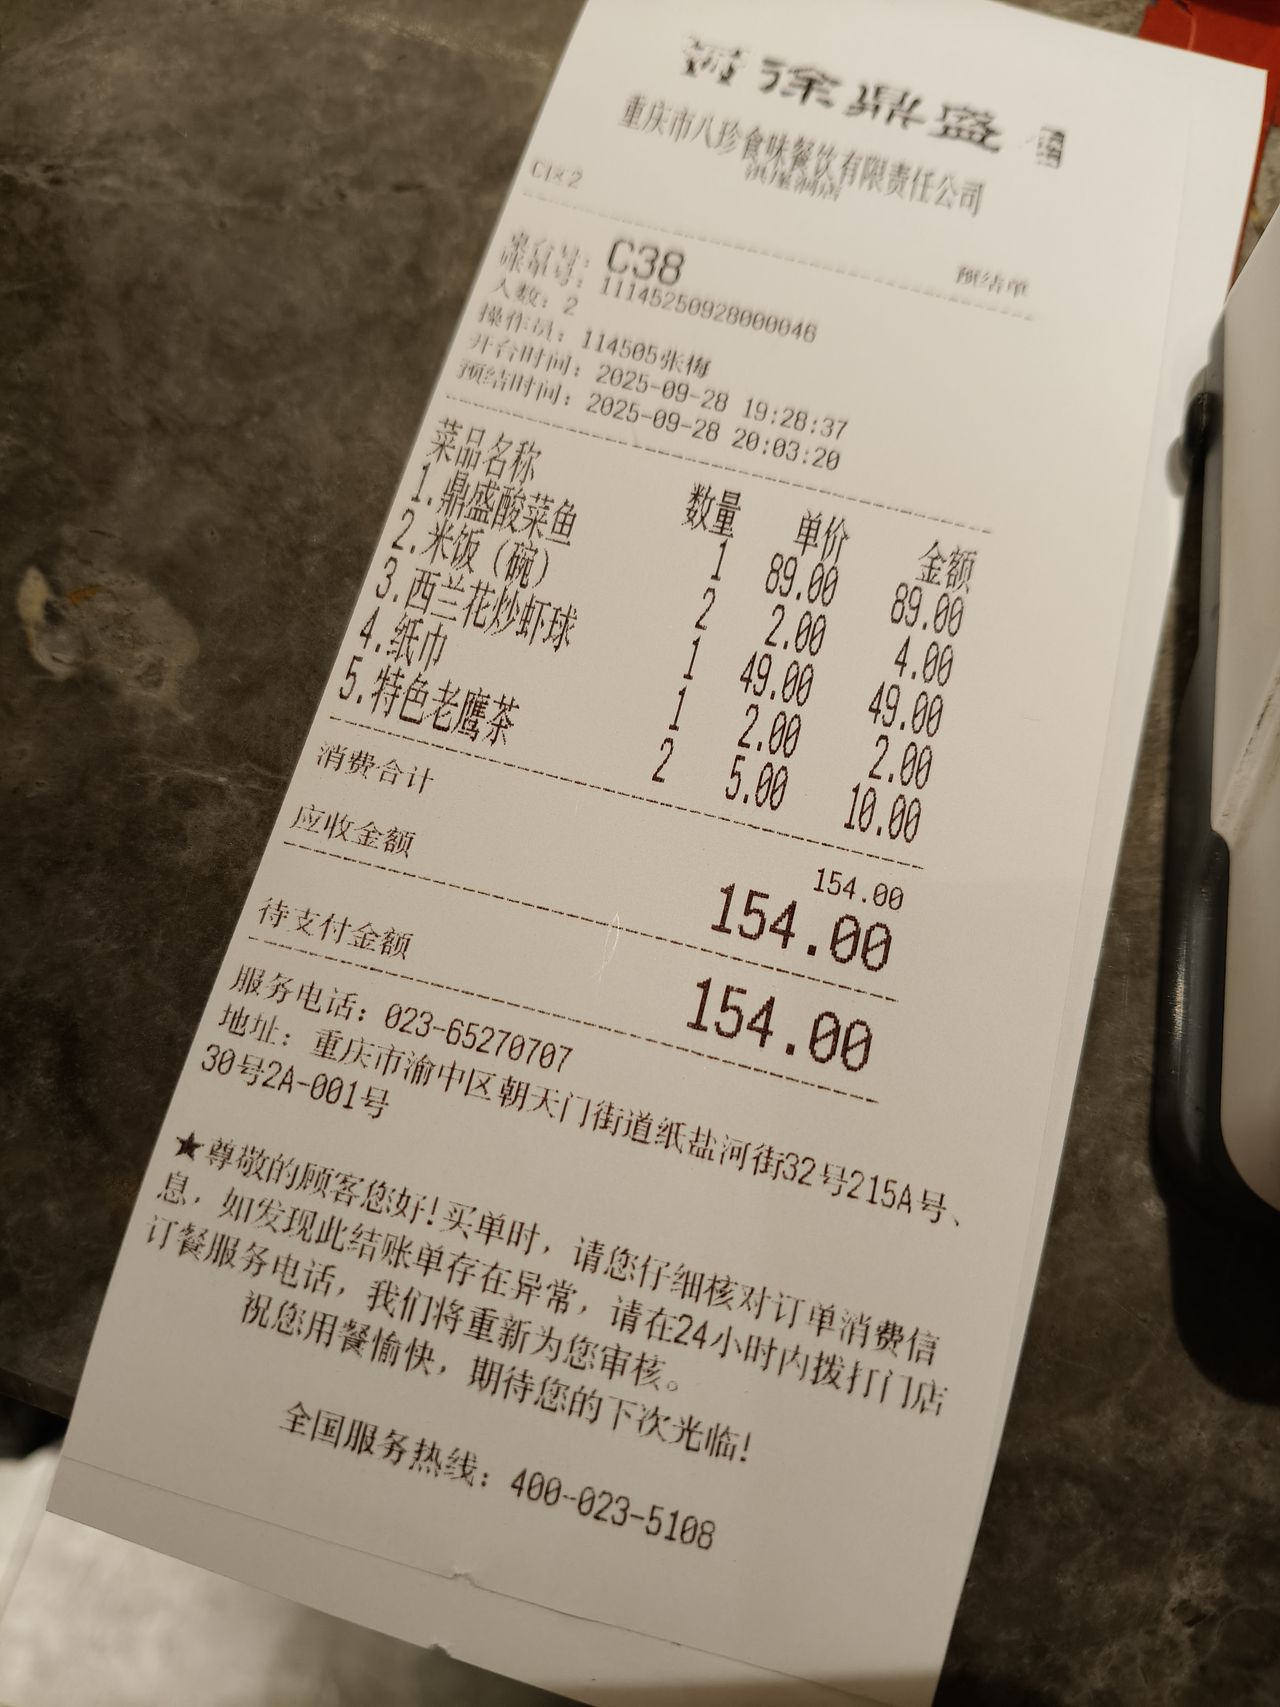 徐鼎盛
重庆市八珍食味餐饮有限责任公司
洪崖洞店
预结单
桌台号：C38
账单号：11145250928000046
人数：2
操作员：114505张梅
开台时间：2025-09-28 19:28:37
预结时间：2025-09-28 20:03:20
菜品名称 数量 单价 金额
1.鼎盛酸菜鱼 1 89.00 89.00
2.米饭（碗） 2 2.00 4.00
3.西兰花炒虾球 1 49.00 49.00
4.纸巾 1 2.00 2.00
5.特色老鹰茶 2 5.00 10.00
消费合计 154.00
应收金额 154.00
待支付金额 154.00
服务电话：023-65270707
地址：重庆市渝中区朝天门街道纸盐河街32号215A号、
30号2A-001号
★尊敬的顾客您好！买单时，请您仔细核对订单消费信
息，如发现此结账单存在异常，请在24小时内拨打门店
订餐服务电话，我们将重新为您审核。
祝您用餐愉快，期待您的下次光临！
全国服务热线：400-023-5108